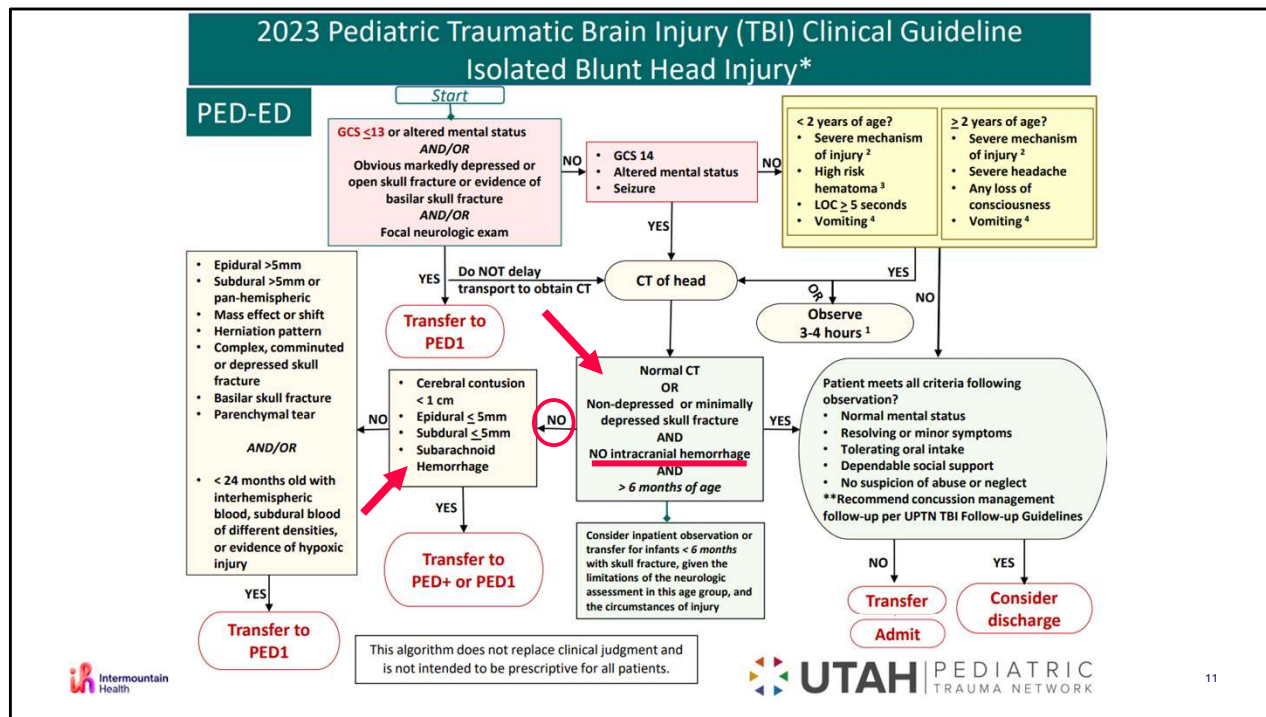 2023 Pediatric Traumatic Brain Injury (TBI) Clinical Guideline
Isolated Blunt Head Injury*
PED-ED
Start
GCS ≤13 or altered mental status
AND/OR
Obvious markedly depressed or
open skull fracture or evidence of
basilar skull fracture
AND/OR
Focal neurologic exam
NO
• GCS 14
• Altered mental status
• Seizure
NO
< 2 years of age?
• Severe mechanism
of injury 2
• High risk
hematoma 3
• LOC ≥ 5 seconds
• Vomiting 4
≥ 2 years of age?
• Severe mechanism
of injury 2
• Severe headache
• Any loss of
consciousness
• Vomiting 4
YES
YES
Do NOT delay
transport to obtain CT
CT of head
YES
OR
NO
Observe
3-4 hours 1
Transfer to
PED1
• Epidural >5mm
• Subdural >5mm or
pan-hemispheric
• Mass effect or shift
• Herniation pattern
• Complex, comminuted
or depressed skull
fracture
• Basilar skull fracture
• Parenchymal tear
AND/OR
• < 24 months old with
interhemispheric
blood, subdural blood
of different densities,
or evidence of hypoxic
injury
NO
• Cerebral contusion
< 1 cm
• Epidural ≤ 5mm
• Subdural ≤ 5mm
• Subarachnoid
Hemorrhage
NO
Normal CT
OR
Non-depressed or minimally
depressed skull fracture
AND
NO intracranial hemorrhage
AND
> 6 months of age
YES
Patient meets all criteria following
observation?
• Normal mental status
• Resolving or minor symptoms
• Tolerating oral intake
• Dependable social support
• No suspicion of abuse or neglect
**Recommend concussion management
follow-up per UPTN TBI Follow-up Guidelines
YES
Transfer to
PED+ or PED1
Consider inpatient observation or
transfer for infants < 6 months
with skull fracture, given the
limitations of the neurologic
assessment in this age group, and
the circumstances of injury
NO
YES
Transfer
Admit
Consider
discharge
YES
Transfer to
PED1
This algorithm does not replace clinical judgment and
is not intended to be prescriptive for all patients.
Intermountain
Health
UTAH PEDIATRIC
TRAUMA NETWORK
11